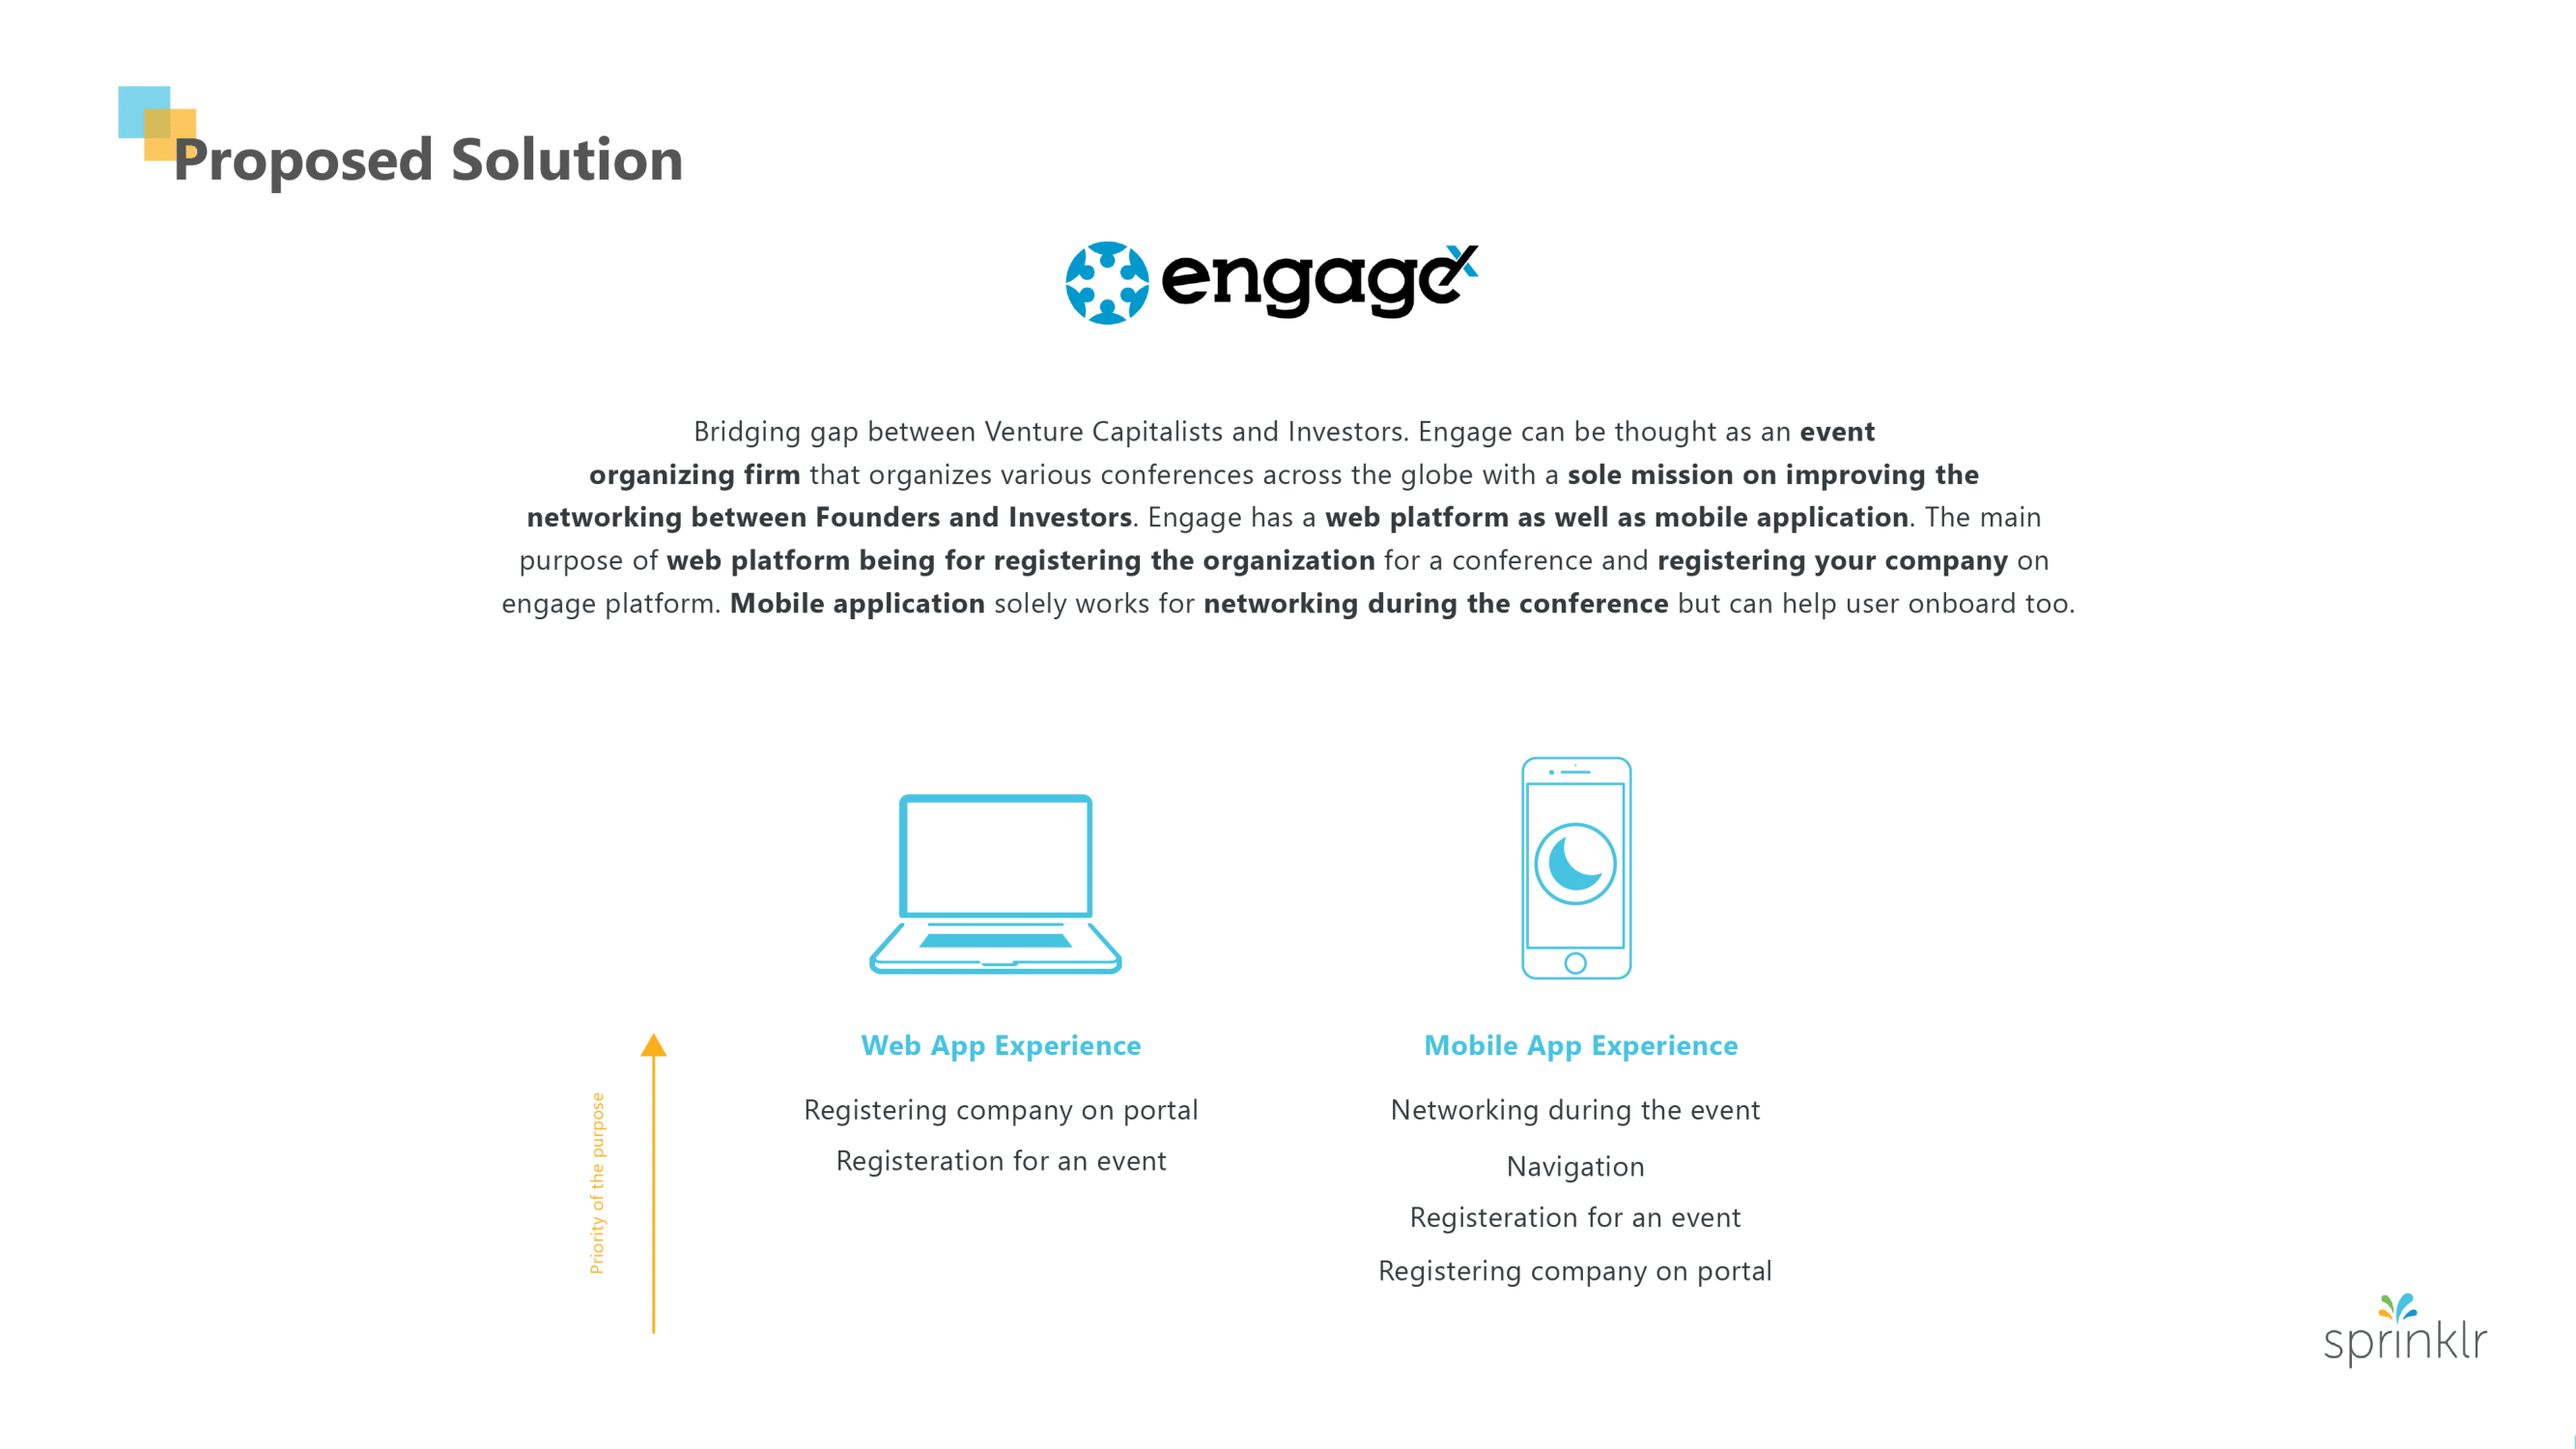 Proposed Solution
engagex
Bridging gap between Venture Capitalists and Investors. Engage can be thought as an event
organizing firm that organizes various conferences across the globe with a sole mission on improving the
networking between Founders and Investors. Engage has a web platform as well as mobile application. The main
purpose of web platform being for registering the organization for a conference and registering your company on
engage platform. Mobile application solely works for networking during the conference but can help user onboard too.
Priority of the purpose
Web App Experience
Registering company on portal
Registeration for an event
Mobile App Experience
Networking during the event
Navigation
Registeration for an event
Registering company on portal
sprinklr